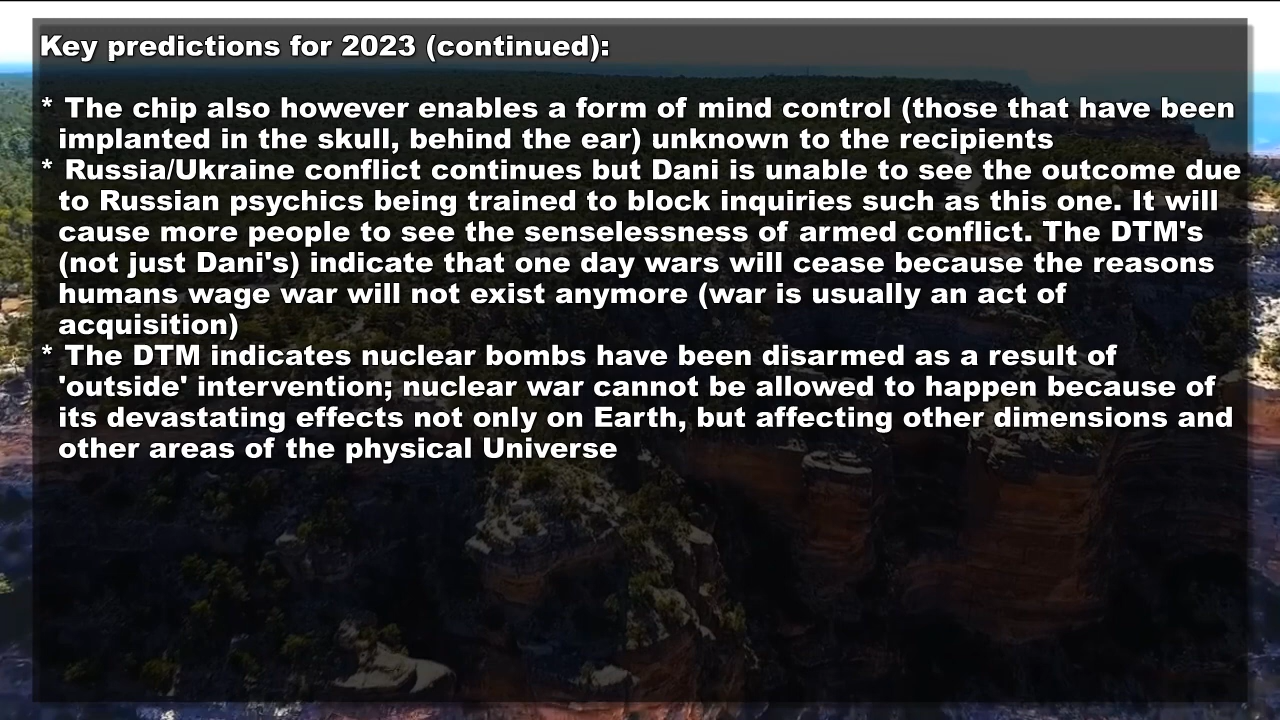 Key predictions for 2023 (continued):
* The chip also however enables a form of mind control (those that have been
implanted in the skull, behind the ear) unknown to the recipients
* Russia/Ukraine conflict continues but Dani is unable to see the outcome due
to Russian psychics being trained to block inquiries such as this one. It will
cause more people to see the senselessness of armed conflict. The DTM's
(not just Dani's) indicate that one day wars will cease because the reasons
humans wage war will not exist anymore (war is usually an act of
acquisition)
* The DTM indicates nuclear bombs have been disarmed as a result of
'outside' intervention; nuclear war cannot be allowed to happen because of
its devastating effects not only on Earth, but affecting other dimensions and
other areas of the physical Universe